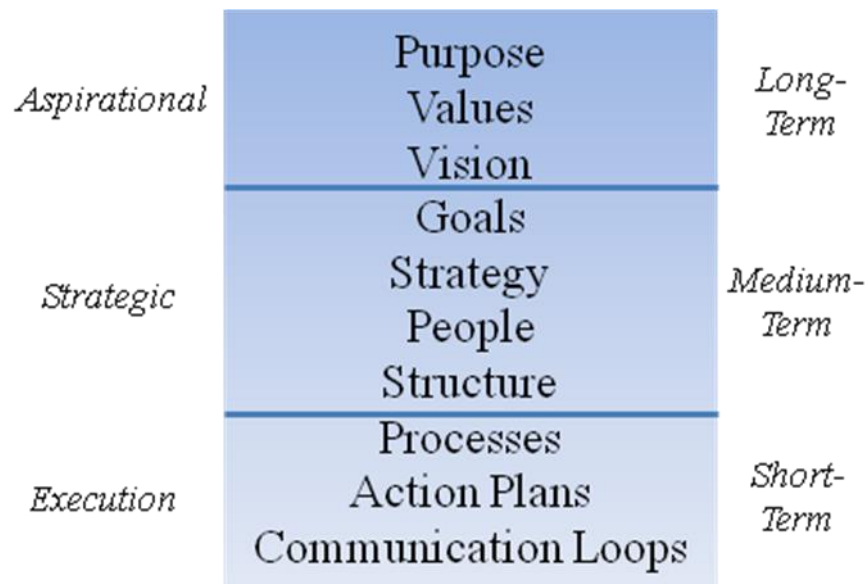 Aspirational
Purpose
Values
Vision
Long-
Term
Strategic
Goals
Strategy
People
Structure
Medium-
Term
Execution
Processes
Action Plans
Communication Loops
Short-
Term